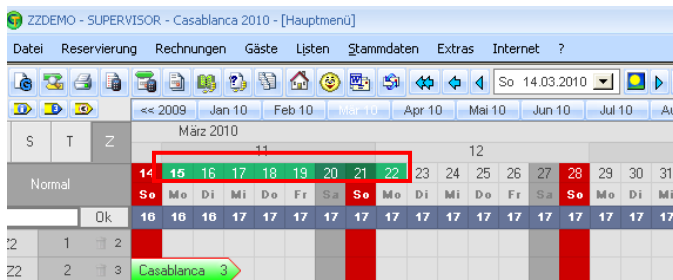 ZZDEMO - SUPERVISOR - Casablanca 2010 - [Hauptmenü]
Datei Reservierung Rechnungen Gäste Listen Stammdaten Extras Internet ?
So 14.03.2010
<< 2009 Jan 10 Feb 10 Mar 10 Apr 10 Mai 10 Jun 10 Jul 10
S T Z
März 2010
11 12
14 15 16 17 18 19 20 21 22 23 24 25 26 27 28 29 30 31
Normal
So Mo Di Mi Do Fr Sa So Mo Di Mi Do Fr Sa So Mo Di Mi
Ok 16 16 16 17 17 17 17 17 17 17 17 17 17 17 17 17 17 17
Z2 1 2
Z2 2 3 Casablanca 3